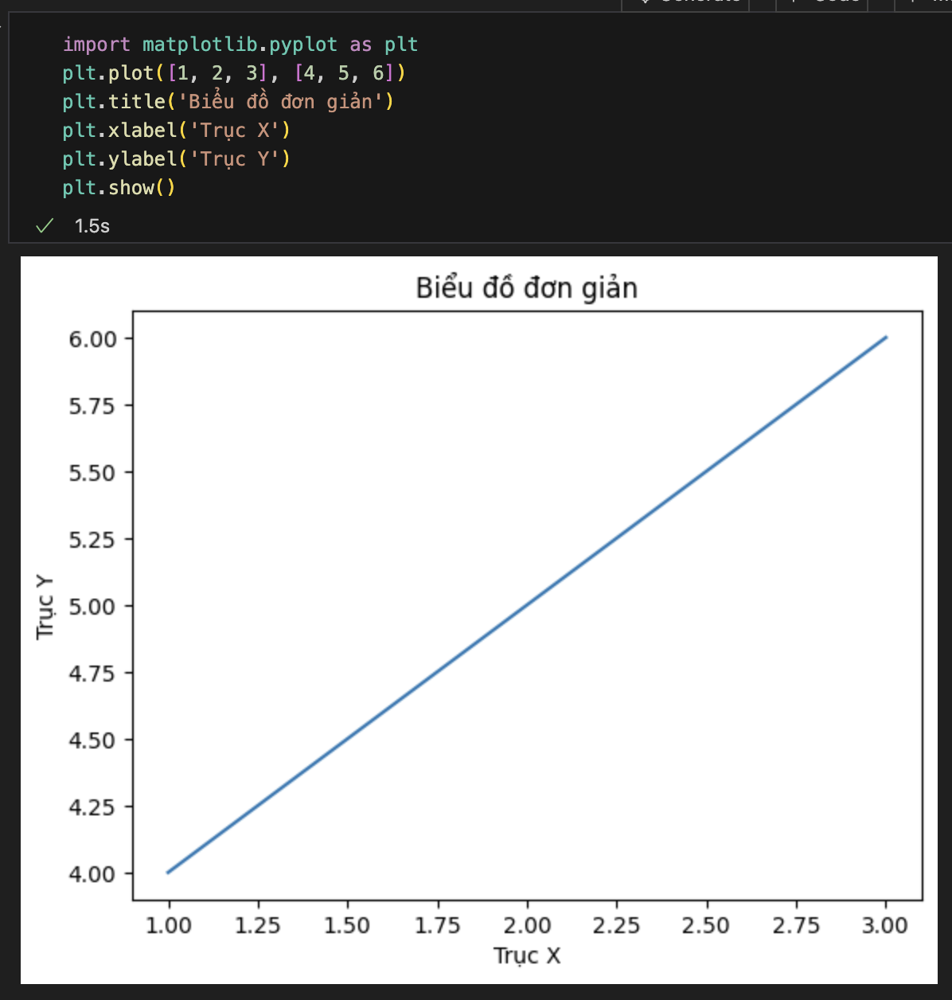 import matplotlib.pyplot as plt
plt.plot([1, 2, 3], [4, 5, 6])
plt.title('Biểu đồ đơn giản')
plt.xlabel('Trục X')
plt.ylabel('Trục Y')
plt.show()
1.5s
Biểu đồ đơn giản
6.00
5.75
5.50
5.25
5.00
4.75
4.50
4.25
4.00
Trục Y
1.00 1.25 1.50 1.75 2.00 2.25 2.50 2.75 3.00
Trục X